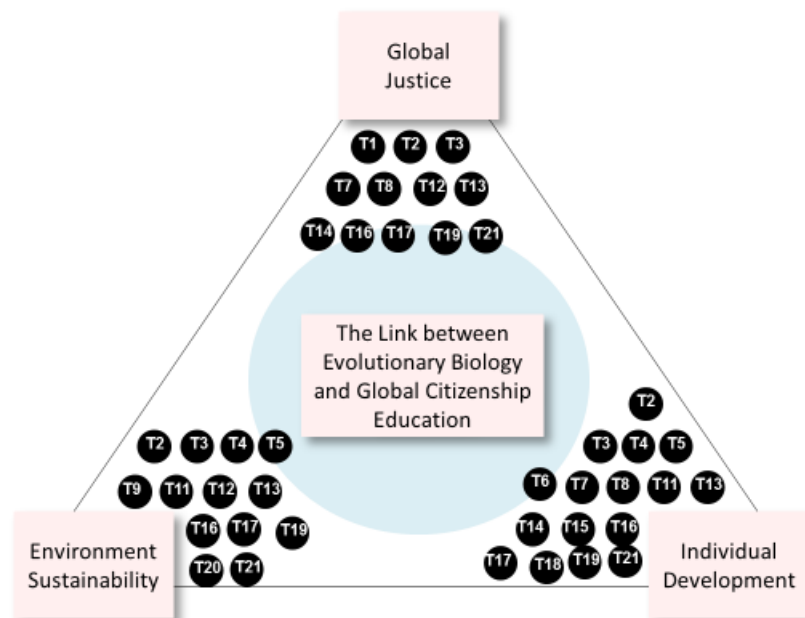 Global
Justice
T1 T2 T3
T7 T8 T12 T13
T14 T16 T17 T19 T21
The Link between
Evolutionary Biology
and Global Citizenship
Education
T2 T3 T4 T5
T9 T11 T12 T13
T16 T17 T19
T20 T21
Environment
Sustainability
T2
T3 T4 T5
T6 T7 T8 T11 T13
T14 T15 T16
T17 T18 T19 T21
Individual
Development